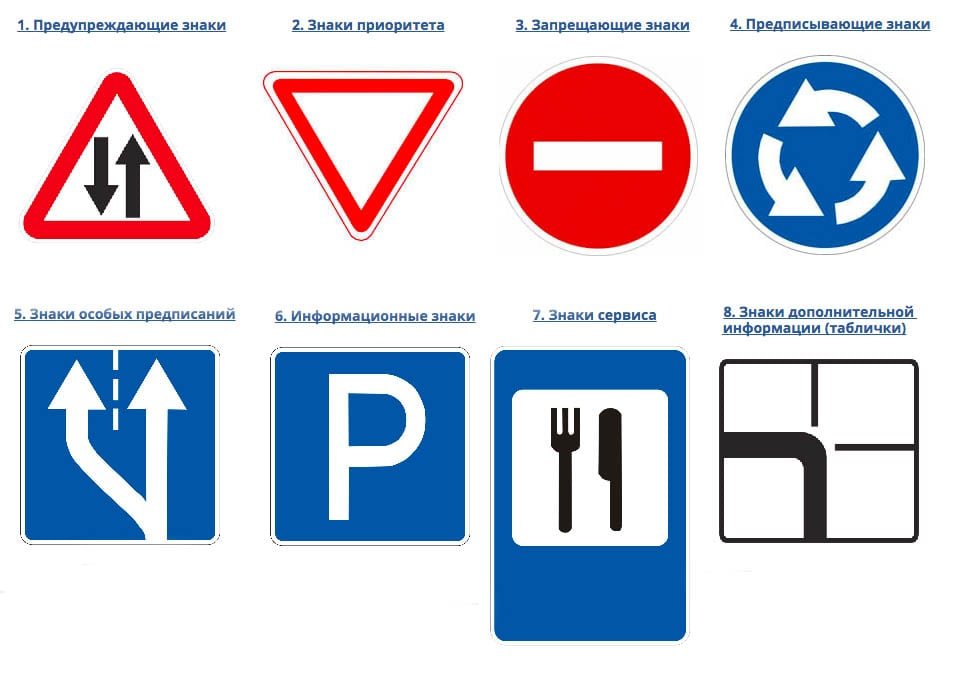 1. Предупреждающие знаки
2. Знаки приоритета
3. Запрещающие знаки
4. Предписывающие знаки
5. Знаки особых предписаний
6. Информационные знаки
7. Знаки сервиса
8. Знаки дополнительной
информации (таблички)
P